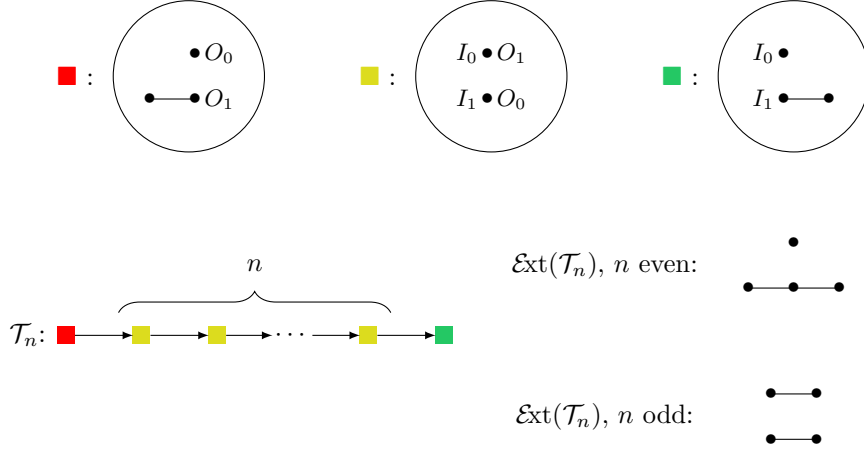 : O₀ O₁
: I₀ O₁ I₁ O₀
: I₀ I₁
n
𝒯ₙ: ···
ℰxt(𝒯ₙ), n even:
ℰxt(𝒯ₙ), n odd: